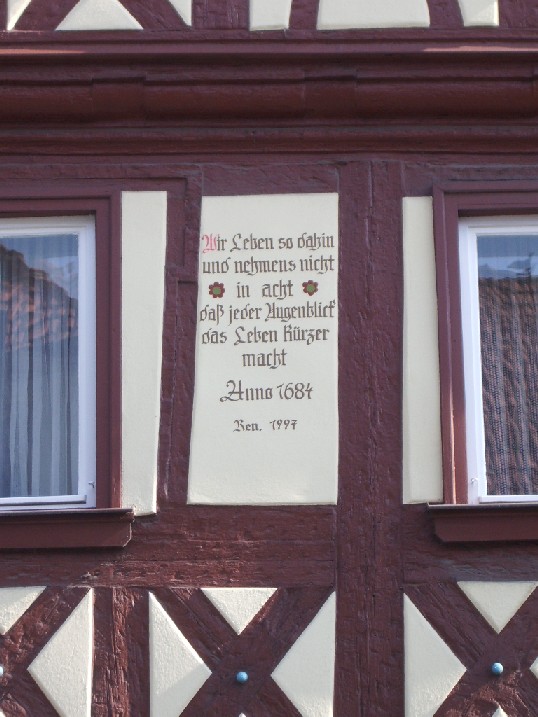 Wir Leben so dahin
und nehmens nicht
in acht
daß jeder Augenblick
das Leben Kürzer
macht
Anno 1684
Ren. 1997